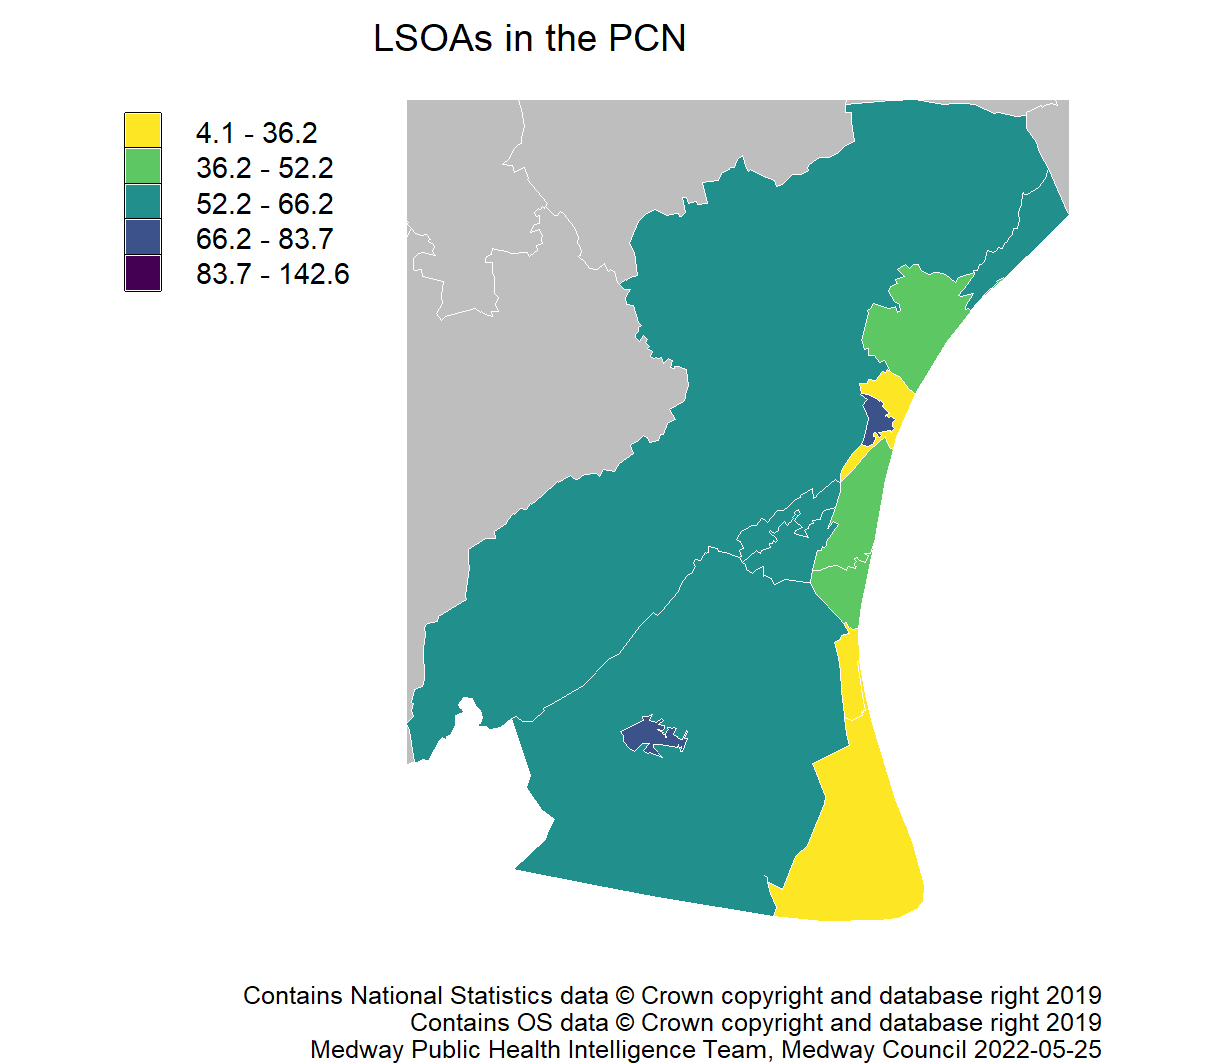 LSOAs in the PCN
4.1 - 36.2
36.2 - 52.2
52.2 - 66.2
66.2 - 83.7
83.7 - 142.6
Contains National Statistics data © Crown copyright and database right 2019
Contains OS data © Crown copyright and database right 2019
Medway Public Health Intelligence Team, Medway Council 2022-05-25